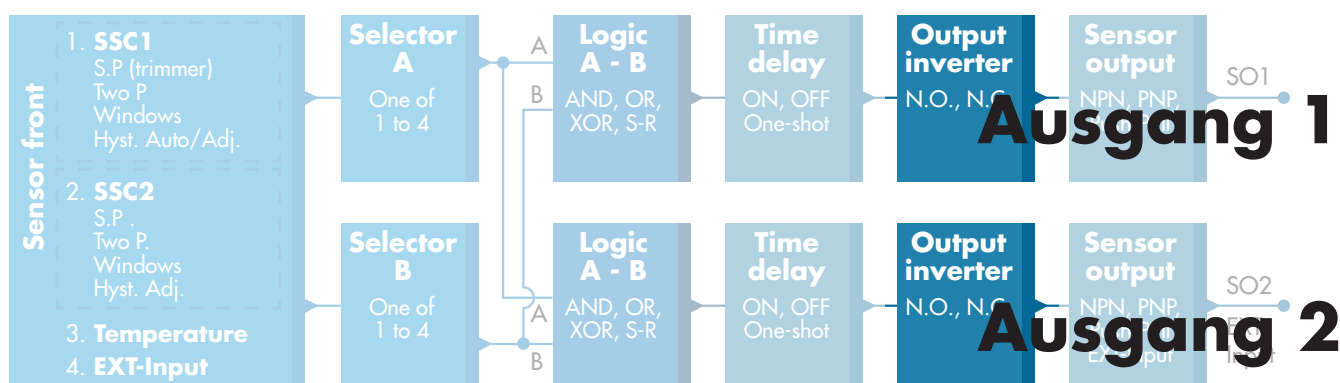 Sensor front
1. SSC1
S.P (trimmer)
Two P
Windows
Hyst. Auto/Adj.
2. SSC2
S.P .
Two P.
Windows
Hyst. Adj.
3. Temperature
4. EXT-Input
Selector
A
One of
1 to 4
A
B
Logic
A - B
AND, OR,
XOR, S-R
Time
delay
ON, OFF
One-shot
Output
inverter
N.O., N.C.
Sensor
output
NPN, PNP,
SO1
Ausgang 1
Selector
B
One of
1 to 4
A
B
Logic
A - B
AND, OR,
XOR, S-R
Time
delay
ON, OFF
One-shot
Output
inverter
N.O., N.C.
Sensor
output
NPN, PNP,
SO2
EXT-
Input
Ausgang 2